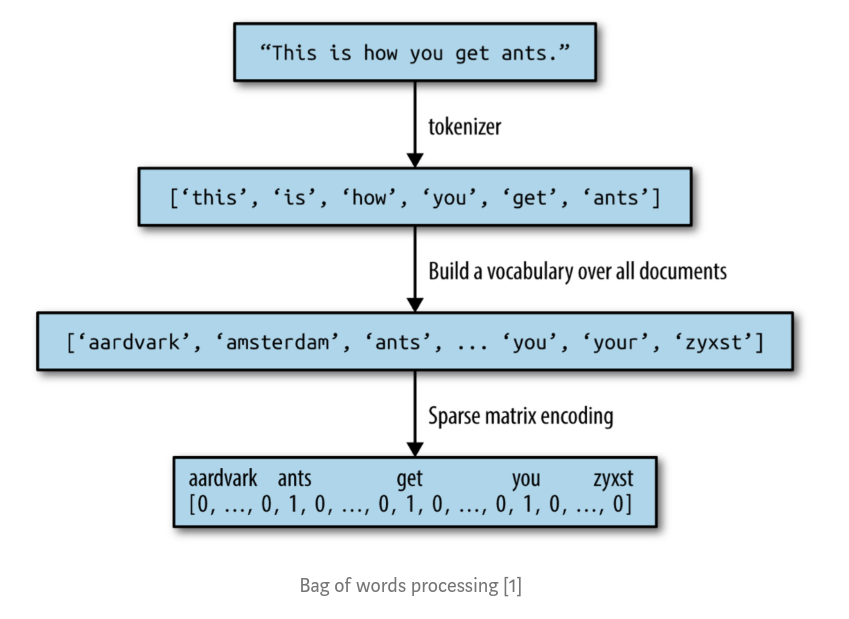 “This is how you get ants.”
tokenizer
[‘this’, ‘is’, ‘how’, ‘you’, ‘get’, ‘ants’]
Build a vocabulary over all documents
[‘aardvark’, ‘amsterdam’, ‘ants’, ... ‘you’, ‘your’, ‘zyxst’]
Sparse matrix encoding
aardvark ants get you zyxst
[0, ..., 0, 1, 0, ..., 0, 1, 0, ..., 0, 1, 0, ..., 0]
Bag of words processing [1]